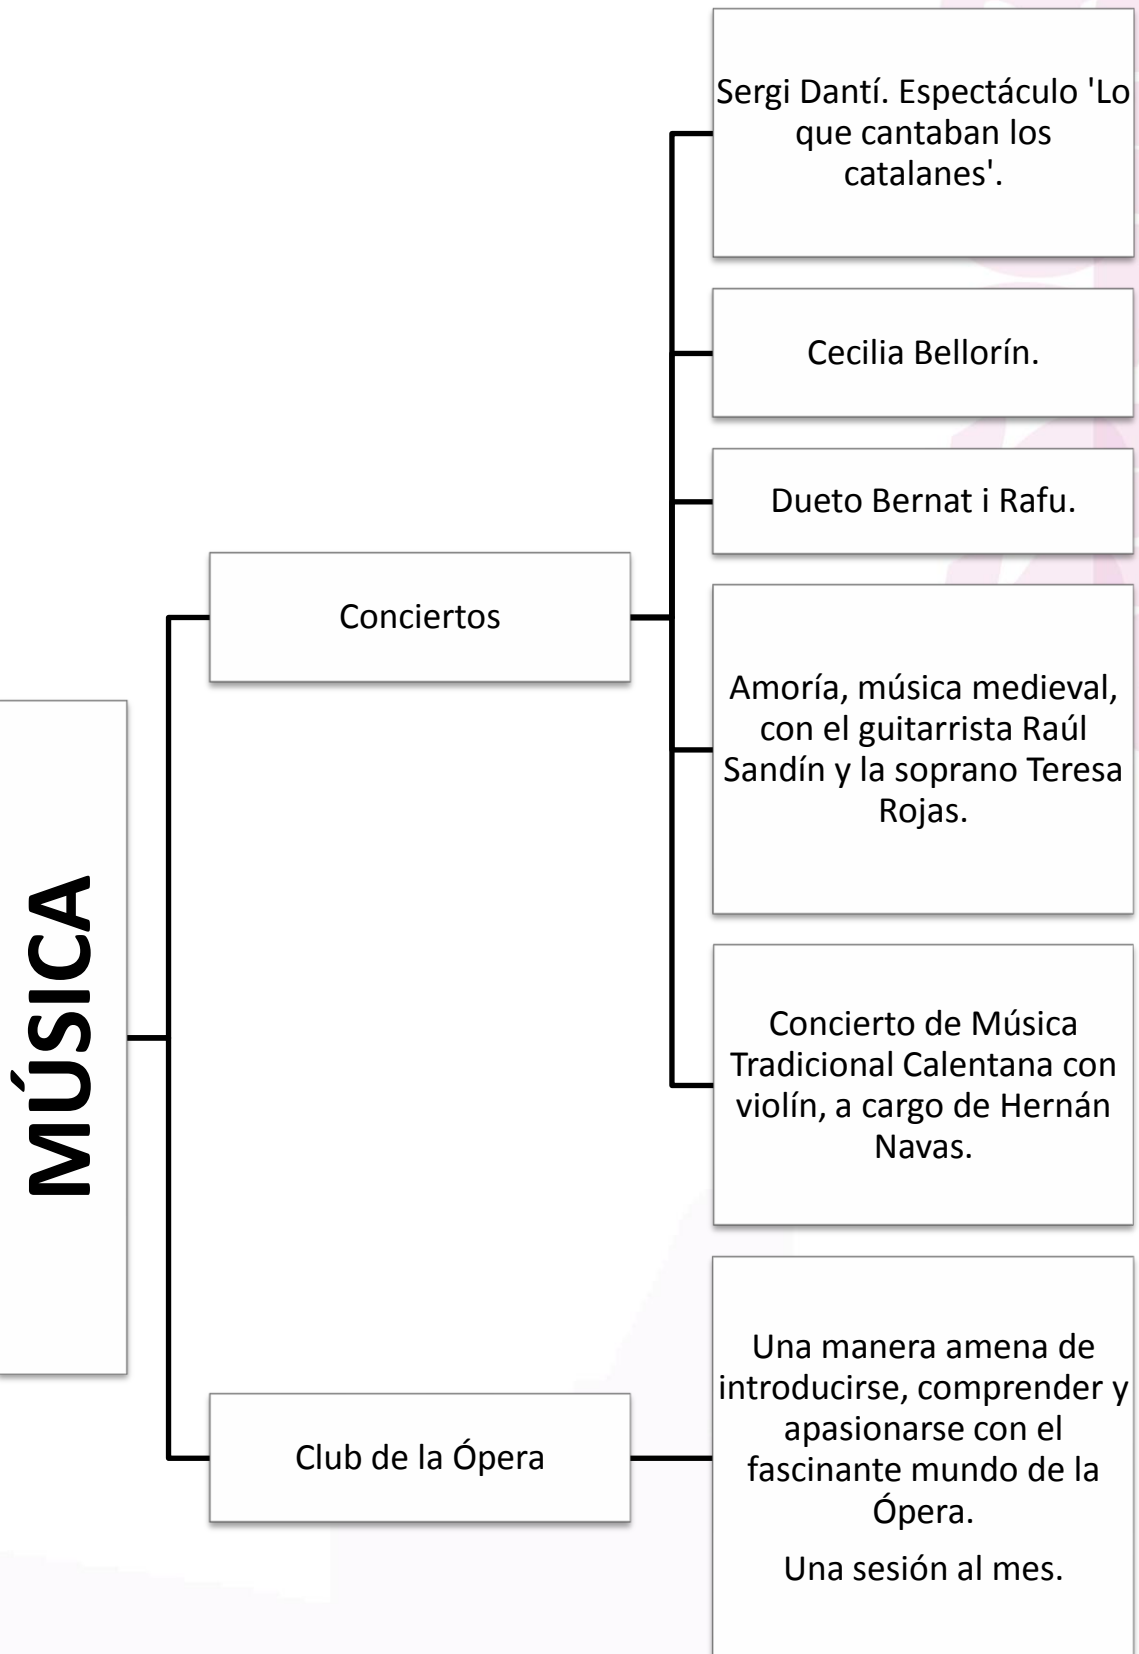 MÚSICA
Conciertos
Sergi Dantí. Espectáculo 'Lo
que cantaban los
catalanes'.
Cecilia Bellorín.
Dueto Bernat i Rafu.
Amoría, música medieval,
con el guitarrista Raúl
Sandín y la soprano Teresa
Rojas.
Concierto de Música
Tradicional Calentana con
violín, a cargo de Hernán
Navas.
Club de la Ópera
Una manera amena de
introducirse, comprender y
apasionarse con el
fascinante mundo de la
Ópera.
Una sesión al mes.